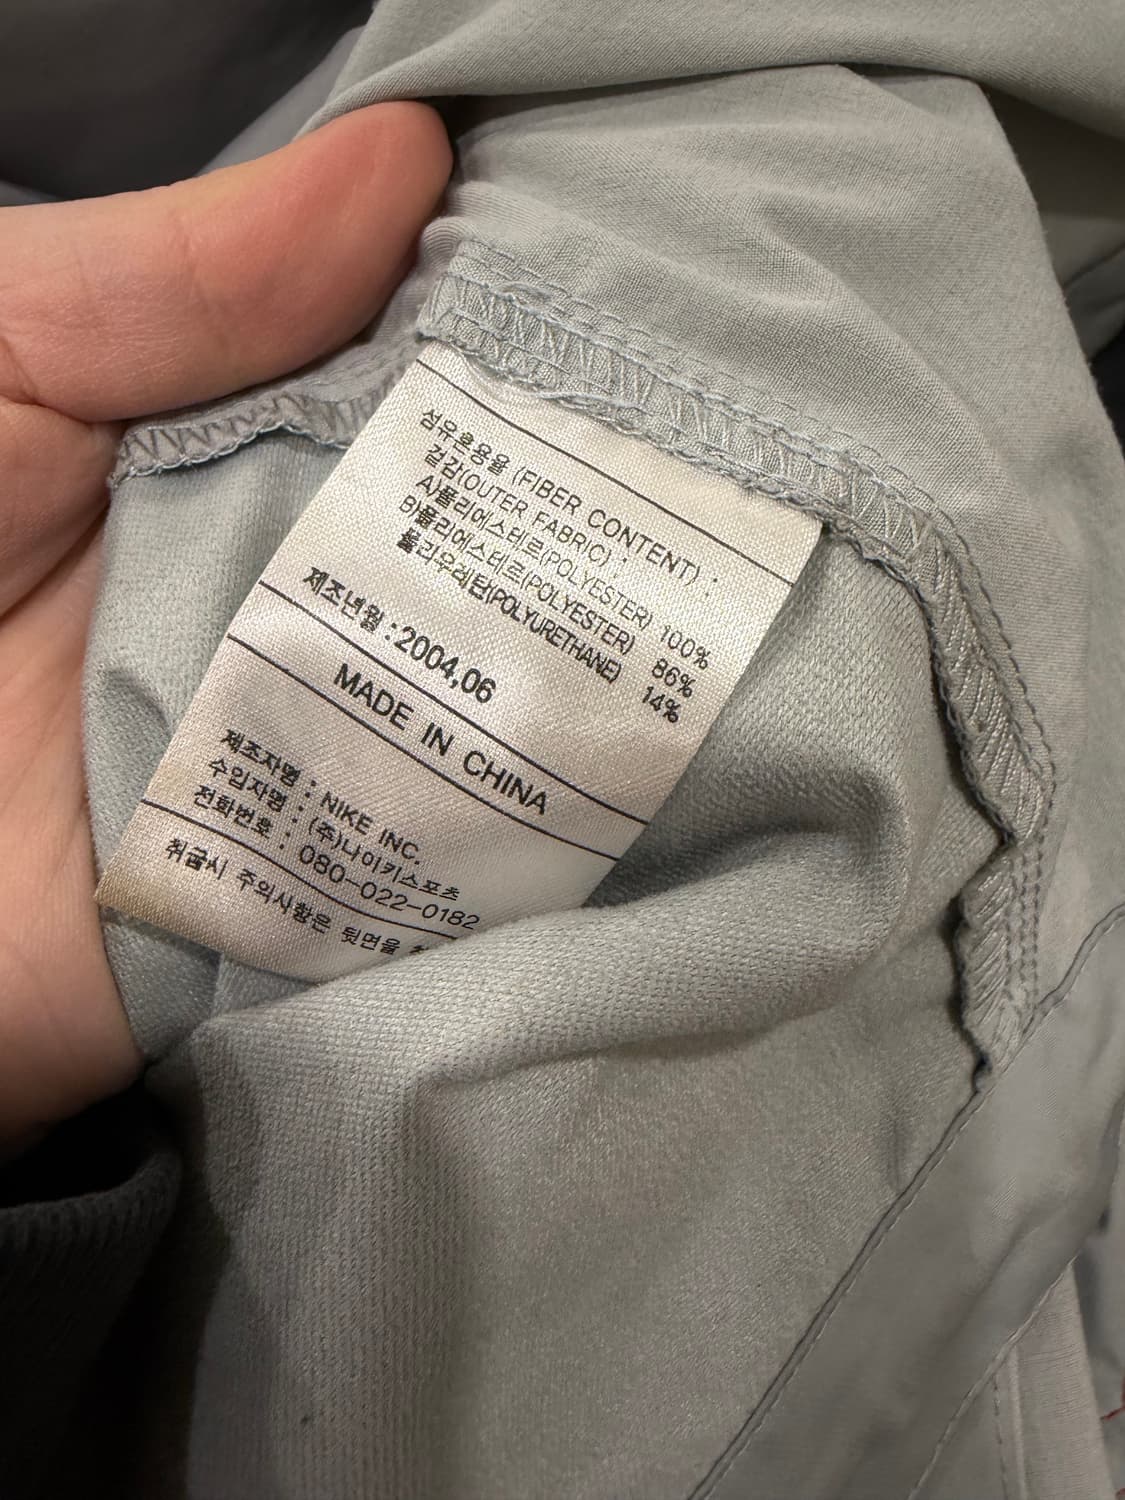 섬유혼용율 (FIBER CONTENT) :
겉감(OUTER FABRIC) :
A)폴리에스테르(POLYESTER) 100%
B)폴리에스테르(POLYESTER) 86%
폴리우레탄(POLYURETHANE) 14%
제조년월 : 2004,06
MADE IN CHINA
제조자명 : NIKE INC.
수입자명 : (주)나이키스포츠
전화번호 : 080-022-0182
취급시 주의사항은 뒷면을